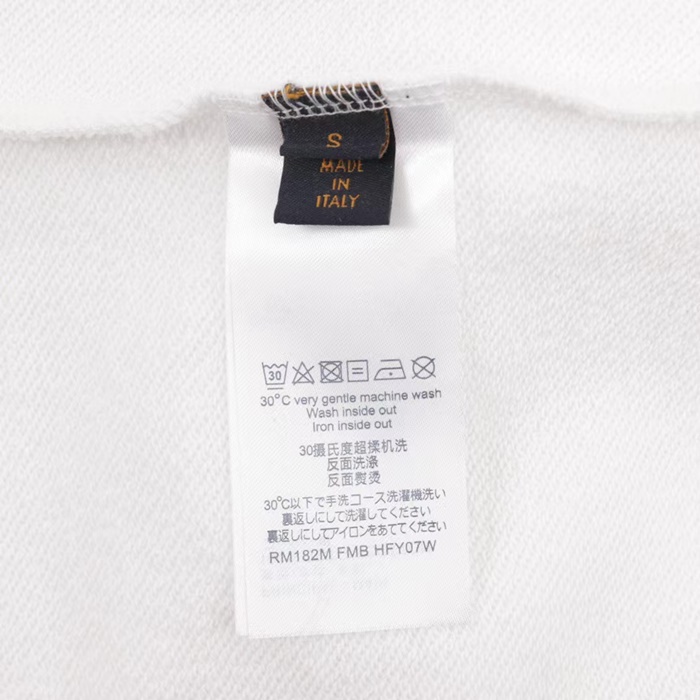 S
MADE
IN
ITALY
30
30°C very gentle machine wash
Wash inside out
Iron inside out
30摄氏度超揉机洗
反面洗涤
反面熨烫
30℃以下で手洗コース洗濯機洗い
裏返しにして洗濯してください
裏返しにしてアイロンをあててください
RM182M FMB HFY07W